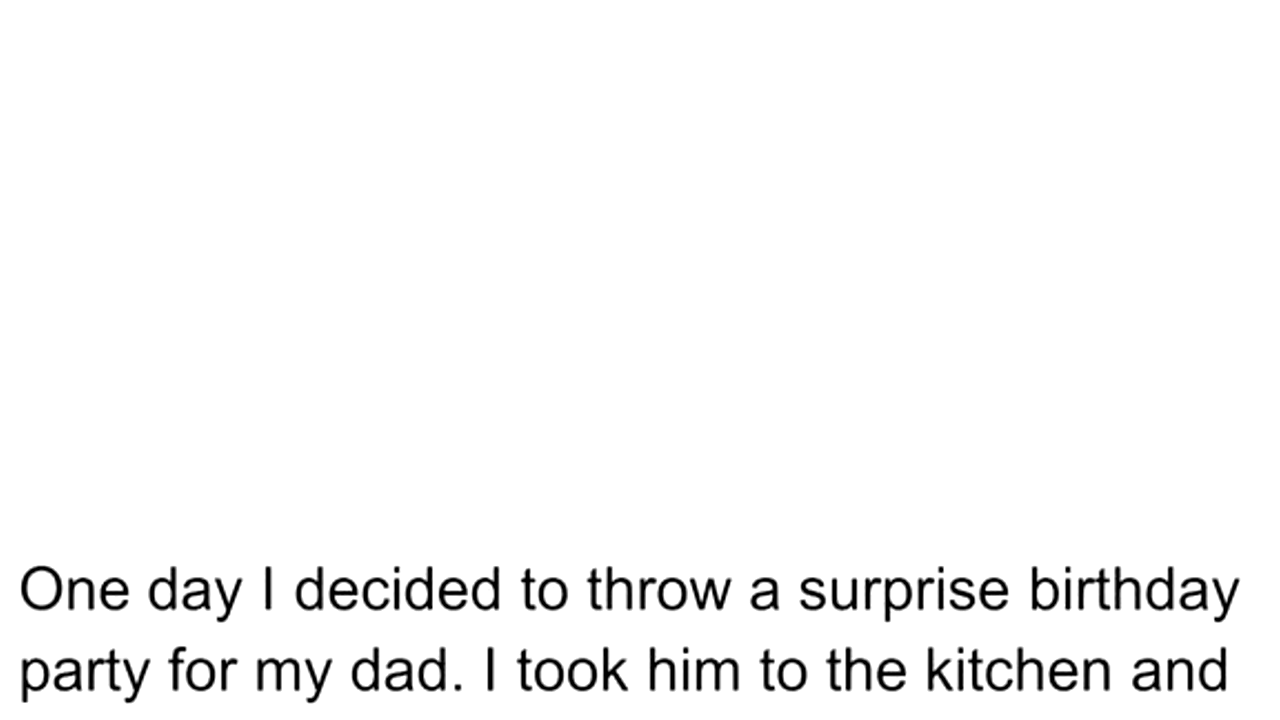 One day I decided to throw a surprise birthday
party for my dad. I took him to the kitchen and